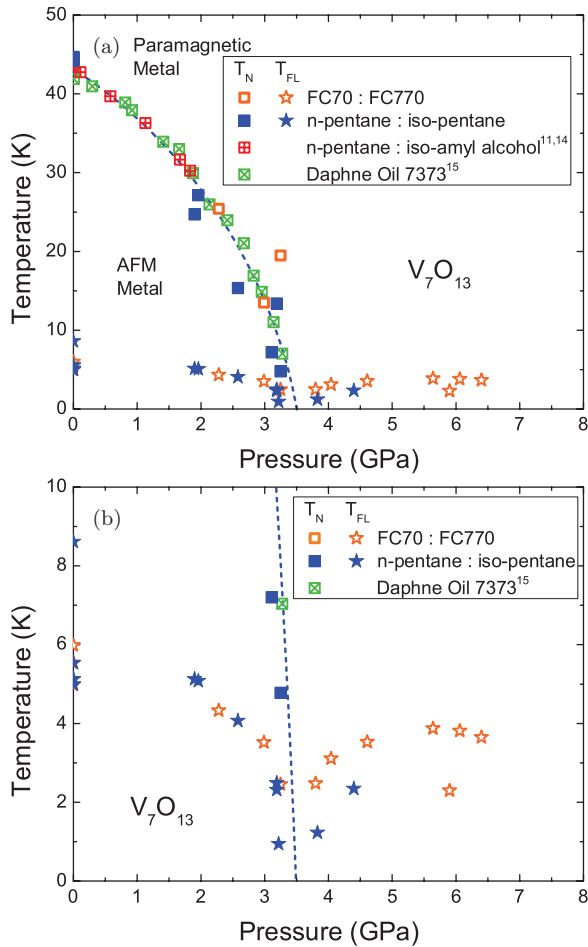 (a)
Paramagnetic
Metal
T_N T_FL
FC70 : FC770
n-pentane : iso-pentane
n-pentane : iso-amyl alcohol^11,14
Daphne Oil 7373^15
AFM
Metal
V_7O_13
Temperature (K)
50
40
30
20
10
0
0 1 2 3 4 5 6 7 8
Pressure (GPa)
(b)
T_N T_FL
FC70 : FC770
n-pentane : iso-pentane
Daphne Oil 7373^15
V_7O_13
Temperature (K)
10
8
6
4
2
0
0 1 2 3 4 5 6 7 8
Pressure (GPa)